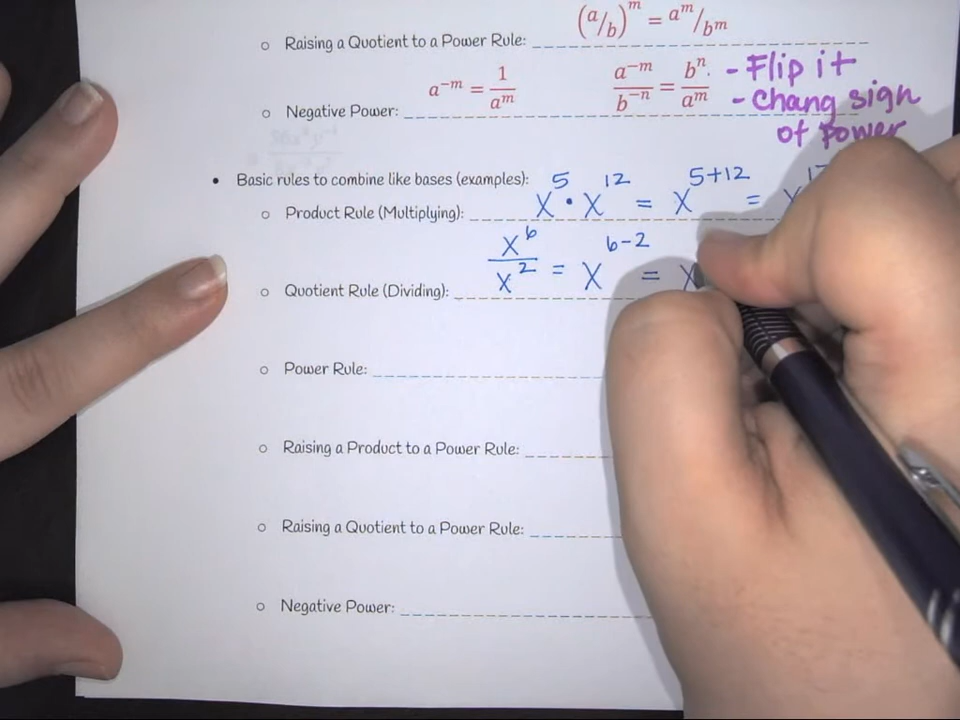 ○ Raising a Quotient to a Power Rule: (a/b)^m = a^m/b^m
○ Negative Power: a^{-m} = 1/a^m    a^{-m}/b^{-n} = b^n/a^m. - Flip it
- Chang sign
of power
• Basic rules to combine like bases (examples):
○ Product Rule (Multiplying): x^5 • x^{12} = x^{5+12} = x
○ Quotient Rule (Dividing): x^6/x^2 = x^{6-2} = x
○ Power Rule:
○ Raising a Product to a Power Rule:
○ Raising a Quotient to a Power Rule:
○ Negative Power: